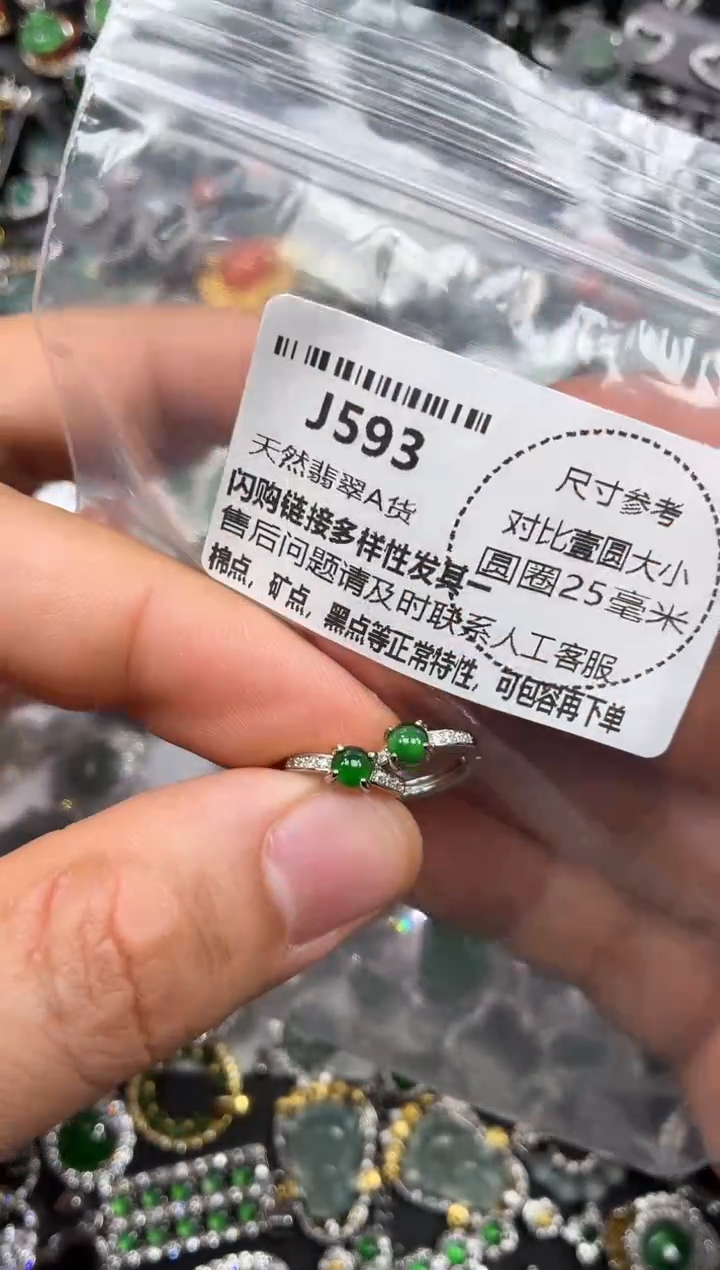 J593
天然翡翠A货
闪购链接多样性发其一
售后问题请及时联系人工客服
棉点，矿点，黑点等正常特性，可包容再下单
尺寸参考
对比壹圆大小
圆圈25毫米